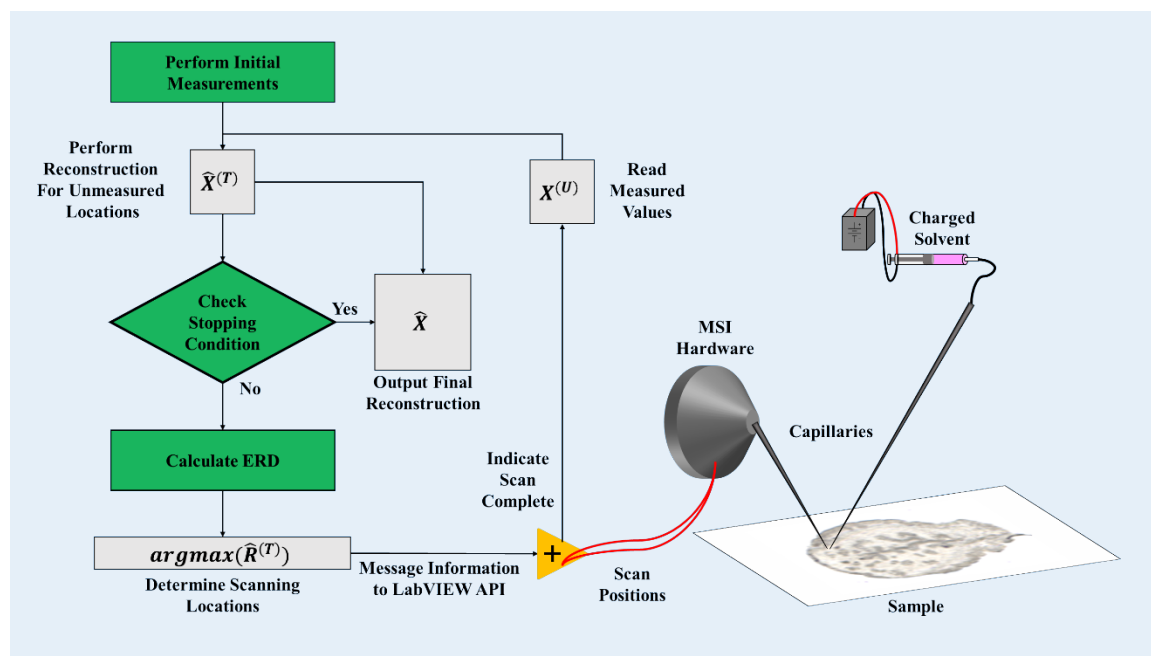 Perform Initial
Measurements
Perform
Reconstruction
For Unmeasured
Locations
X̂^(T)
X^(U)
Read
Measured
Values
Charged
Solvent
Check
Stopping
Condition
Yes
X̂
No
Output Final
Reconstruction
MSI
Hardware
Capillaries
Calculate ERD
Indicate
Scan
Complete
argmax(R̂^(T))
Determine Scanning
Locations
Message Information
to LabVIEW API
+
Scan
Positions
Sample